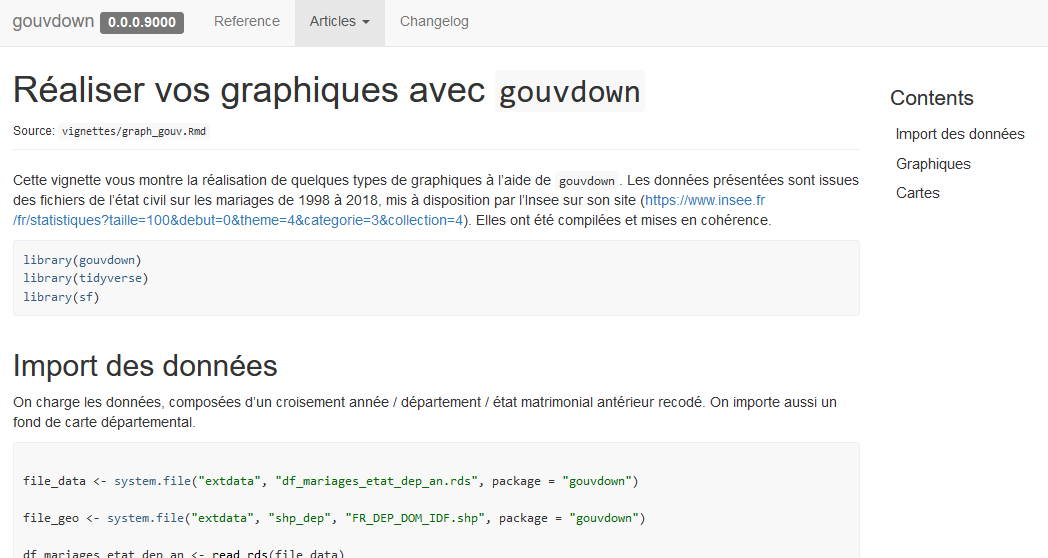 gouvdown 0.0.0.9000 Reference Articles Changelog
Réaliser vos graphiques avec gouvdown
Source: vignettes/graph_gouv.Rmd
Cette vignette vous montre la réalisation de quelques types de graphiques à l’aide de gouvdown. Les données présentées sont issues
des fichiers de l’état civil sur les mariages de 1998 à 2018, mis à disposition par l’Insee sur son site (https://www.insee.fr
/fr/statistiques?taille=100&debut=0&theme=4&categorie=3&collection=4). Elles ont été compilées et mises en cohérence.
library(gouvdown)
library(tidyverse)
library(sf)
Import des données
On charge les données, composées d’un croisement année / département / état matrimonial antérieur recodé. On importe aussi un
fond de carte départemental.
file_data <- system.file("extdata", "df_mariages_etat_dep_an.rds", package = "gouvdown")
file_geo <- system.file("extdata", "shp_dep", "FR_DEP_DOM_IDF.shp", package = "gouvdown")
df_mariages_etat_dep_an <- read_rds(file_data)
Contents
Import des données
Graphiques
Cartes